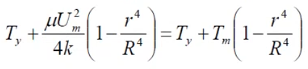 T_y + \frac{\mu U_m^2}{4k} \left( 1 - \frac{r^4}{R^4} \right) = T_y + T_m \left( 1 - \frac{r^4}{R^4} \right)